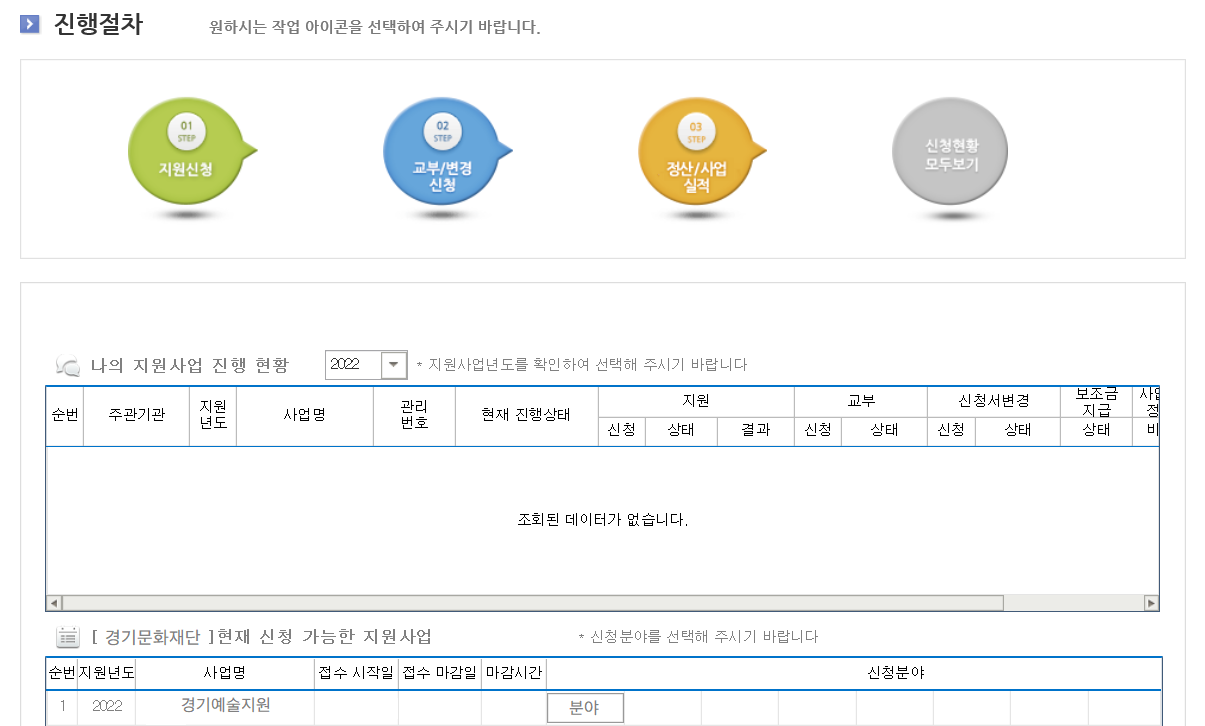 진행절차 원하시는 작업 아이콘을 선택하여 주시기 바랍니다.
01 02 03
STEP STEP STEP
지원신청 교부/변경 정산/사업 신청현황
신청 실적 모두보기
나의 지원사업 진행 현황 2022 * 지원사업년도를 확인하여 선택해 주시기 바랍니다
순번 주관기관 지원 년도 사업명 관리 번호 현재 진행상태 지원 교부 신청서변경 보조금 지급
신청 상태 결과 신청 상태 신청 상태 상태
조회된 데이터가 없습니다.
[ 경기문화재단 ]현재 신청 가능한 지원사업 * 신청분야를 선택해 주시기 바랍니다
순번 지원년도 사업명 접수 시작일 접수 마감일 마감시간 신청분야
1 2022 경기예술지원 분야